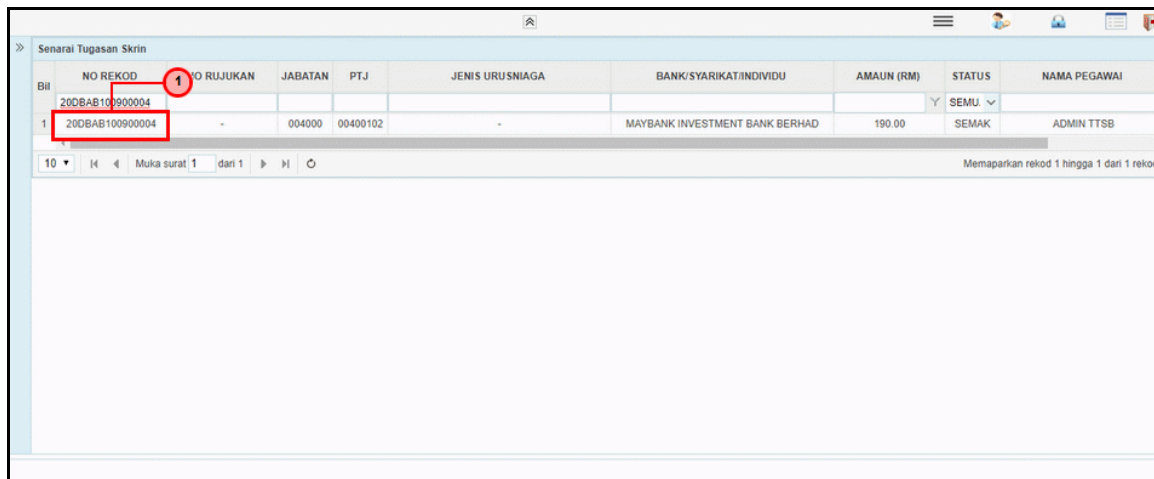 Senarai Tugasan Skrin
Bil NO REKOD 1 O RUJUKAN JABATAN PTJ JENIS URUSNIAGA BANK/SYARIKAT/INDIVIDU AMAUN (RM) STATUS NAMA PEGAWAI
20DBAB100900004 SEMU.
1 20DBAB100900004 - 004000 00400102 - MAYBANK INVESTMENT BANK BERHAD 190.00 SEMAK ADMIN TTSB
10 Muka surat 1 dari 1 Memaparkan rekod 1 hingga 1 dari 1 reko